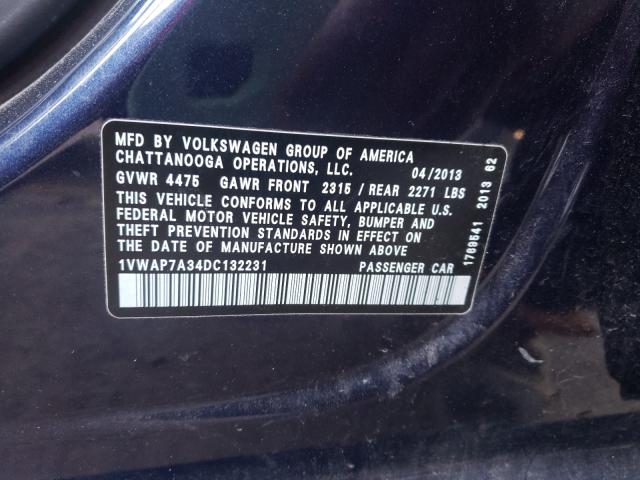 MFD BY VOLKSWAGEN GROUP OF AMERICA
CHATTANOOGA OPERATIONS, LLC. 04/2013
GVWR 4475 GAWR FRONT 2315 / REAR 2271 LBS
THIS VEHICLE CONFORMS TO ALL APPLICABLE U.S.
FEDERAL MOTOR VEHICLE SAFETY, BUMPER AND
THEFT PREVENTION STANDARDS IN EFFECT ON
THE DATE OF MANUFACTURE SHOWN ABOVE
1VWAP7A34DC132231 PASSENGER CAR
1769541 2013 62